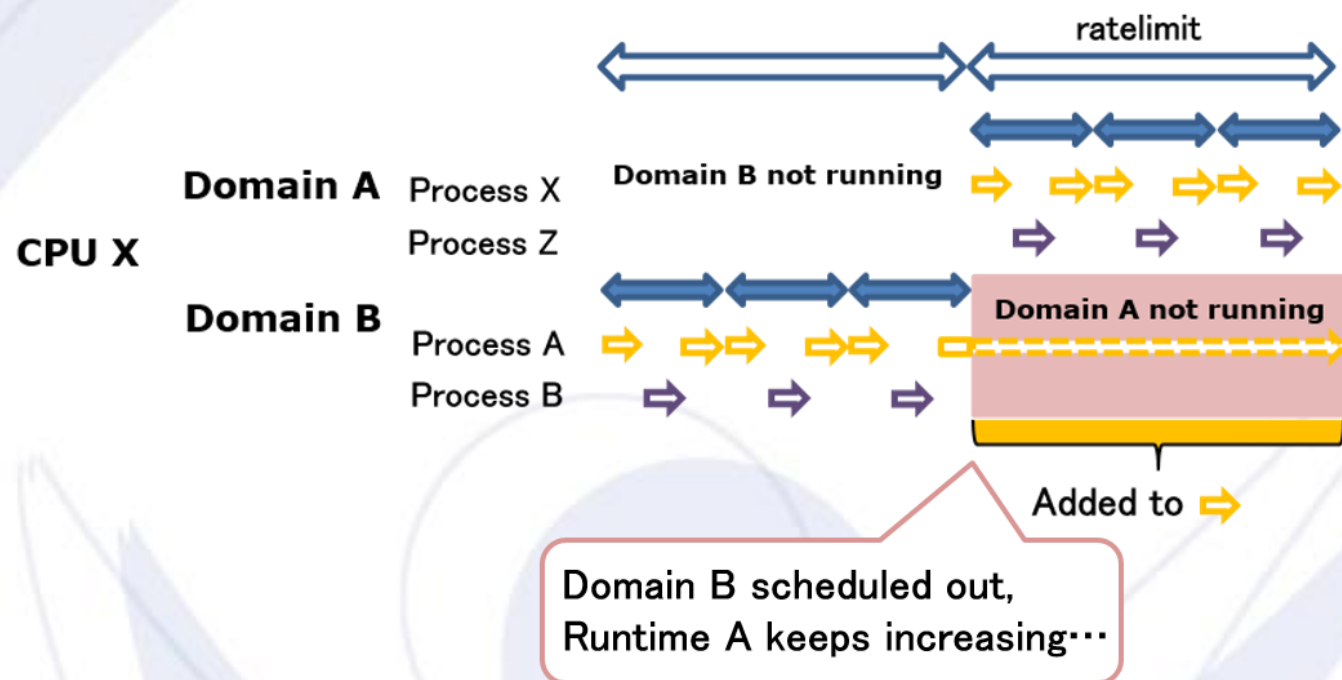 ratelimit
Domain A
Process X
Domain B not running
Process Z
CPU X
Domain B
Domain A not running
Process A
Process B
Added to
Domain B scheduled out,
Runtime A keeps increasing…